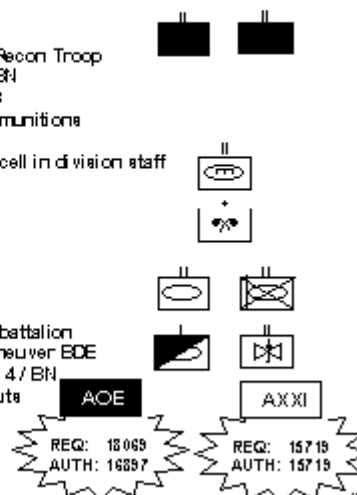 Recon Troop
BN
munitions
cell in division staff
battalion
neuver BDE
4 / BN
AOE
AXXI
REQ: 18069
AUTH: 16897
REQ: 15719
AUTH: 15719